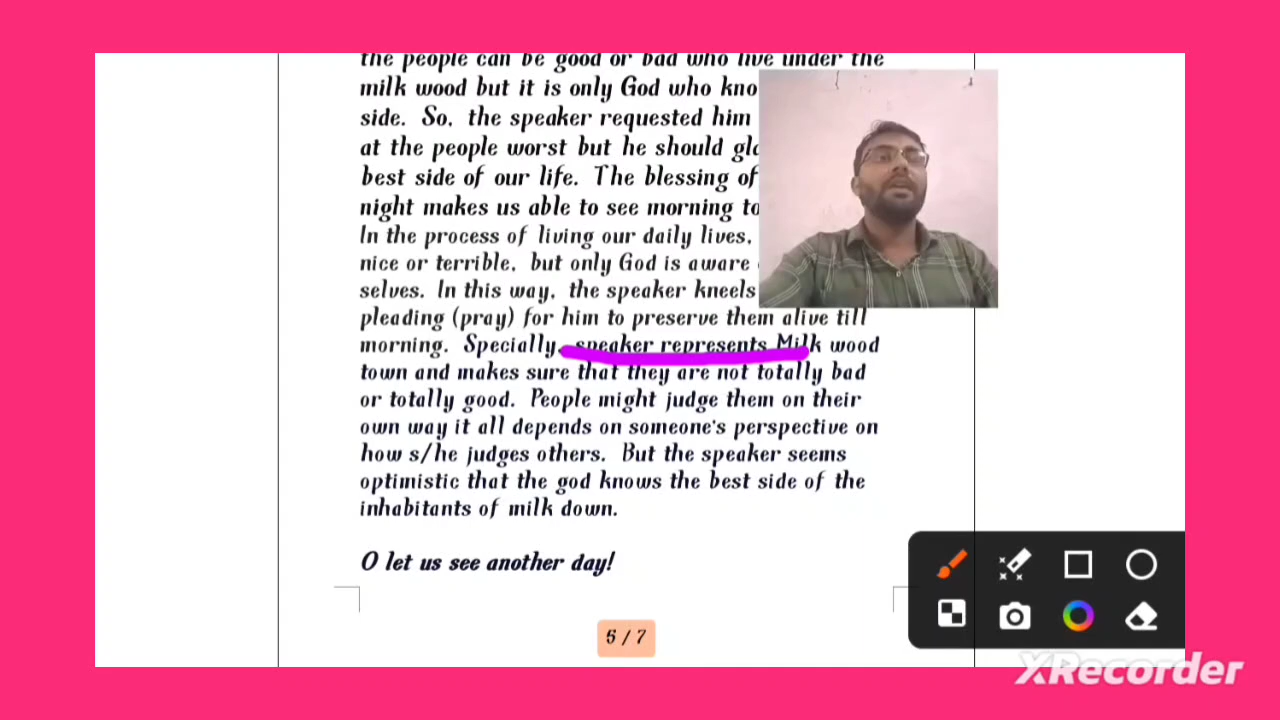 the people can be good or bad who live under the
milk wood but it is only God who kno
side. So, the speaker requested him
at the people worst but he should gl
best side of our life. The blessing of
night makes us able to see morning to
In the process of living our daily lives,
nice or terrible, but only God is aware
selves. In this way, the speaker kneels
pleading (pray) for him to preserve them alive till
morning. Specially, speaker represents Milk wood
town and makes sure that they are not totally bad
or totally good. People might judge them on their
own way it all depends on someone's perspective on
how s/he judges others. But the speaker seems
optimistic that the god knows the best side of the
inhabitants of milk down.
O let us see another day!
5 / 7
XRecorder